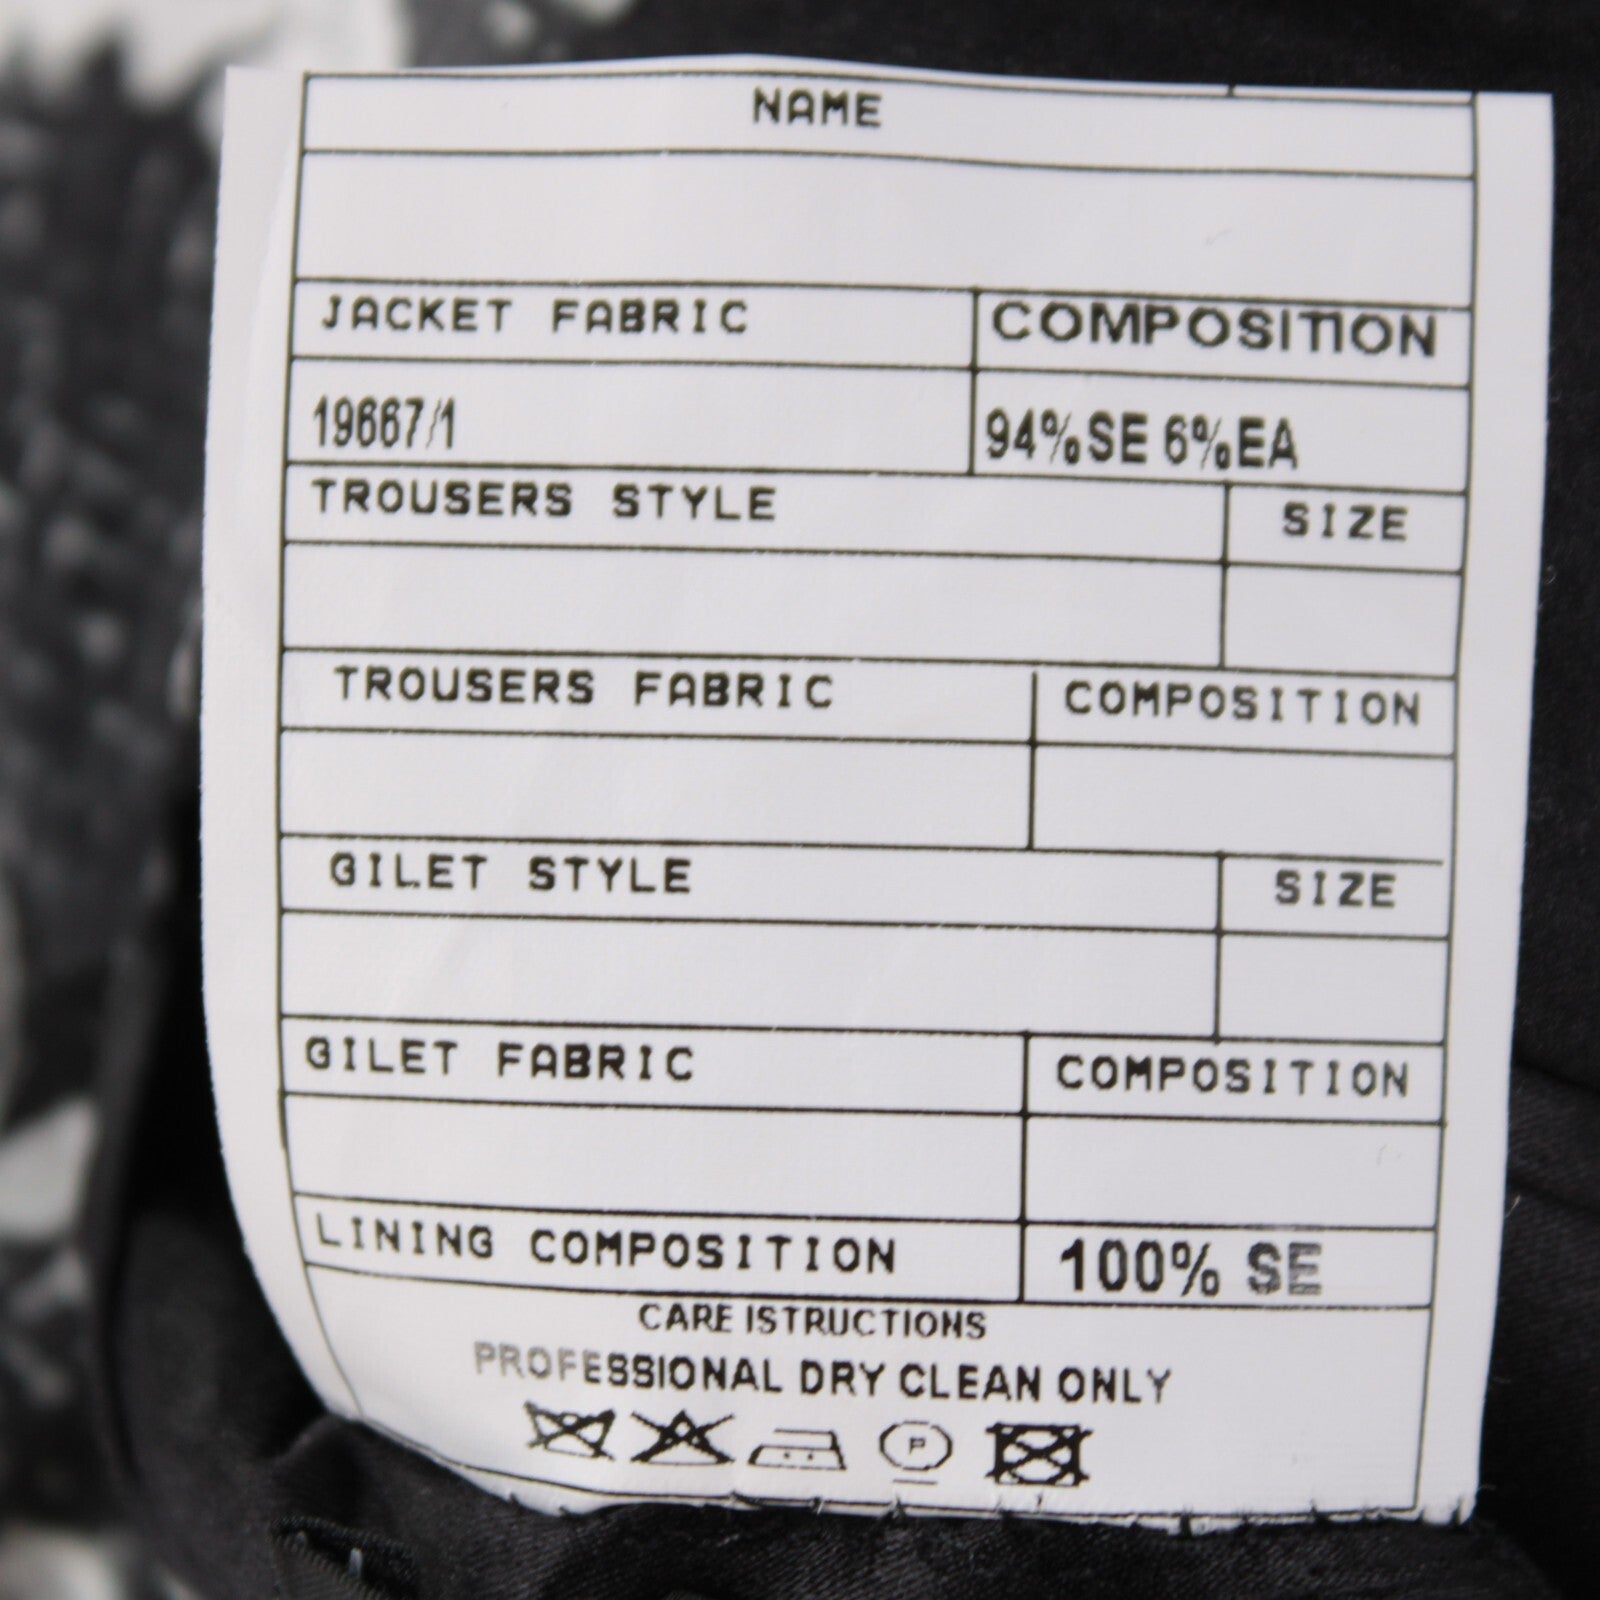 NAME
JACKET FABRIC COMPOSITION
19667/1 94%SE 6%EA
TROUSERS STYLE SIZE
TROUSERS FABRIC COMPOSITION
GILET STYLE SIZE
GILET FABRIC COMPOSITION
LINING COMPOSITION 100% SE
CARE ISTRUCTIONS
PROFESSIONAL DRY CLEAN ONLY
P